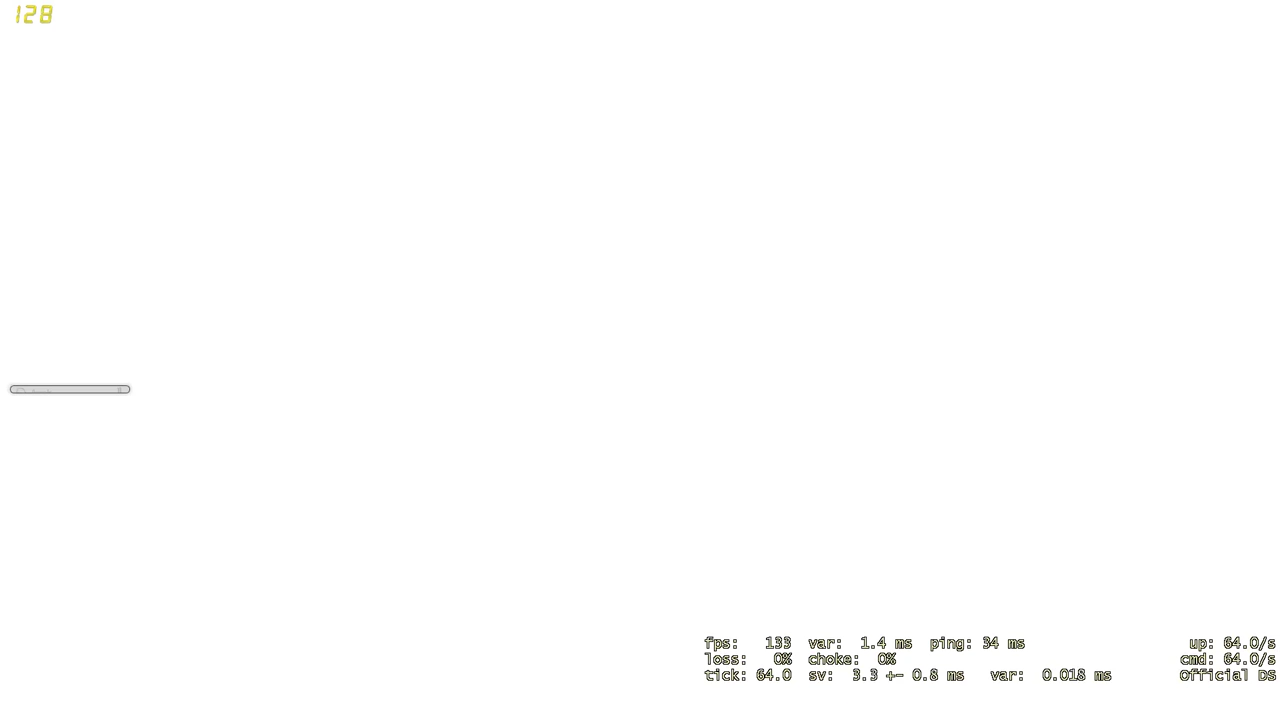 128
fps: 133 var: 1.4 ms ping: 34 ms up: 64.0/s
loss: 0% choke: 0% cmd: 64.0/s
tick: 64.0 sv: 3.3 +- 0.8 ms var: 0.018 ms Official DS